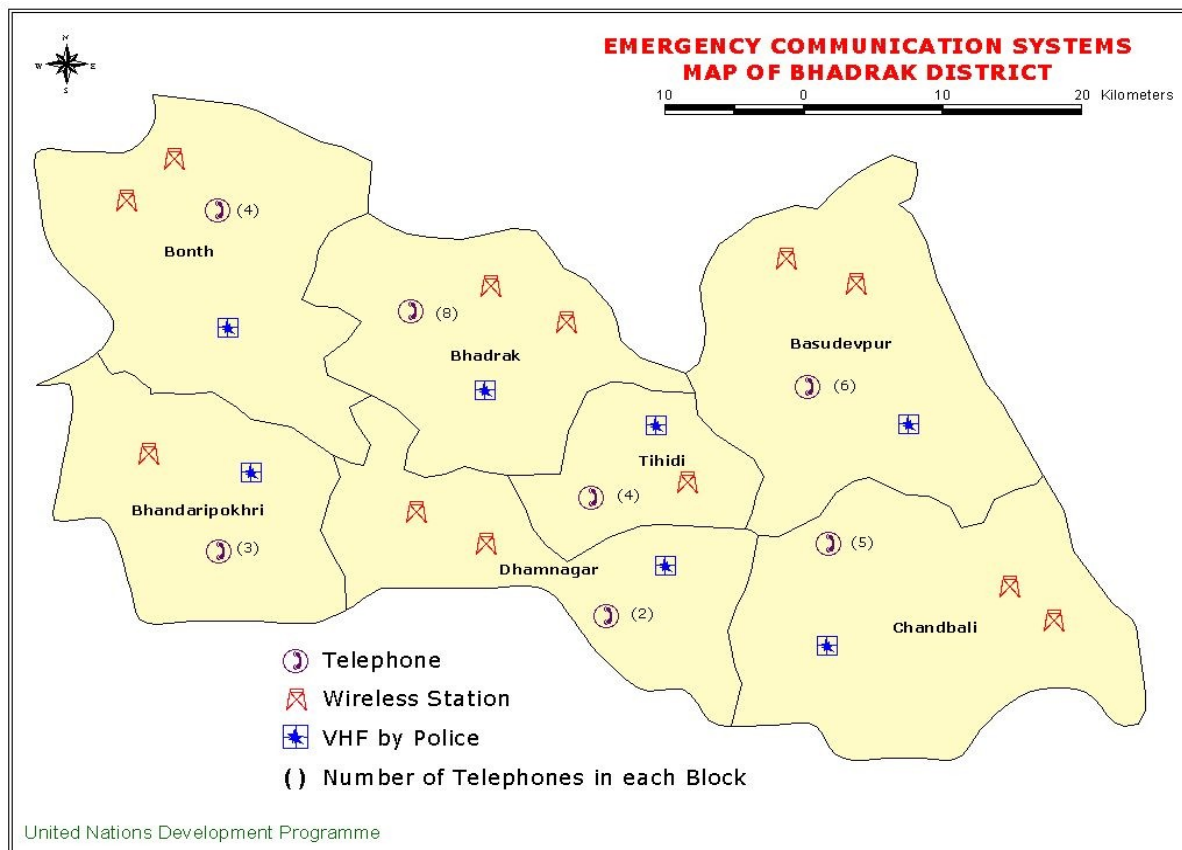 EMERGENCY COMMUNICATION SYSTEMS
MAP OF BHADRAK DISTRICT
10 0 10 20 Kilometers
N
W E
S
(4)
Bonth
(8)
Bhadrak
Basudevpur
(6)
Tihidi
(4)
Bhandaripokhri
(3)
Dhamnagar
(2)
(5)
Chandbali
Telephone
Wireless Station
VHF by Police
() Number of Telephones in each Block
United Nations Development Programme